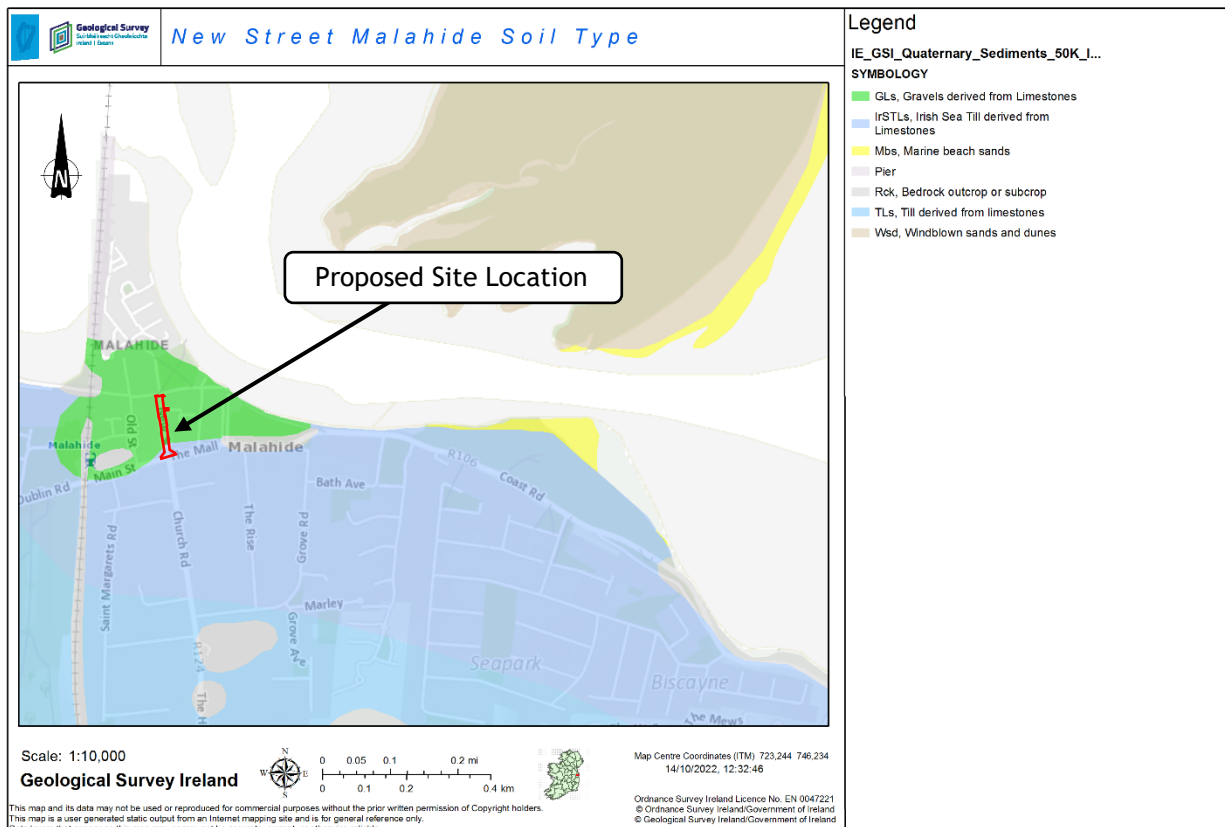 Geological Survey
Suirbhéireacht Gheolaíochta
Ireland | Éireann
New Street Malahide Soil Type
Legend
IE_GSI_Quaternary_Sediments_50K_I...
SYMBOLOGY
GLs, Gravels derived from Limestones
IrSTLs, Irish Sea Till derived from
Limestones
Mbs, Marine beach sands
Pier
Rck, Bedrock outcrop or subcrop
TLs, Till derived from limestones
Wsd, Windblown sands and dunes
N
Proposed Site Location
MALAHIDE
Old St
Malahide
The Mall
Malahide
Main St
Dublin Rd
R106
Coast Rd
Bath Ave
Saint Margarets Rd
Church Rd
The Rise
Grove Rd
Marley
Grove Ave
R124
Seapark
Biscayne
The H
The Mews
Scale: 1:10,000
Geological Survey Ireland
N
W
E
S
0 0.05 0.1 0.2 mi
0 0.1 0.2 0.4 km
Map Centre Coordinates (ITM) 723,244 746,234
14/10/2022, 12:32:46
Ordnance Survey Ireland Licence No. EN 0047221
© Ordnance Survey Ireland/Government of Ireland
© Geological Survey Ireland/Government of Ireland
This map and its data may not be used or reproduced for commercial purposes without the prior written permission of Copyright holders.
This map is a user generated static output from an Internet mapping site and is for general reference only.